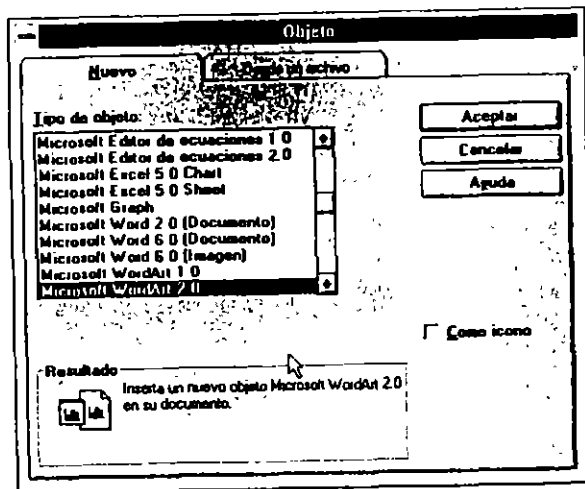 Objeto
Nuevo
Desde un archivo
Tipo de objeto:
Microsoft Editor de ecuaciones 1.0
Microsoft Editor de ecuaciones 2.0
Microsoft Excel 5.0 Chart
Microsoft Excel 5.0 Sheet
Microsoft Graph
Microsoft Word 2.0 (Documento)
Microsoft Word 6.0 (Documento)
Microsoft Word 6.0 (Imagen)
Microsoft WordArt 1.0
Microsoft WordArt 2.0
Aceptar
Cancelar
Ayuda
Como icono
Resultado
Inserta un nuevo objeto Microsoft WordArt 2.0
en su documento.